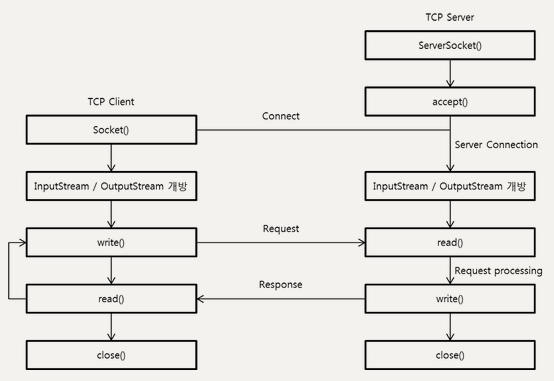 TCP Server
ServerSocket()
TCP Client
accept()
Connect
Socket()
Server Connection
InputStream / OutputStream 개방
InputStream / OutputStream 개방
write()
Request
read()
Request processing
read()
Response
write()
close()
close()